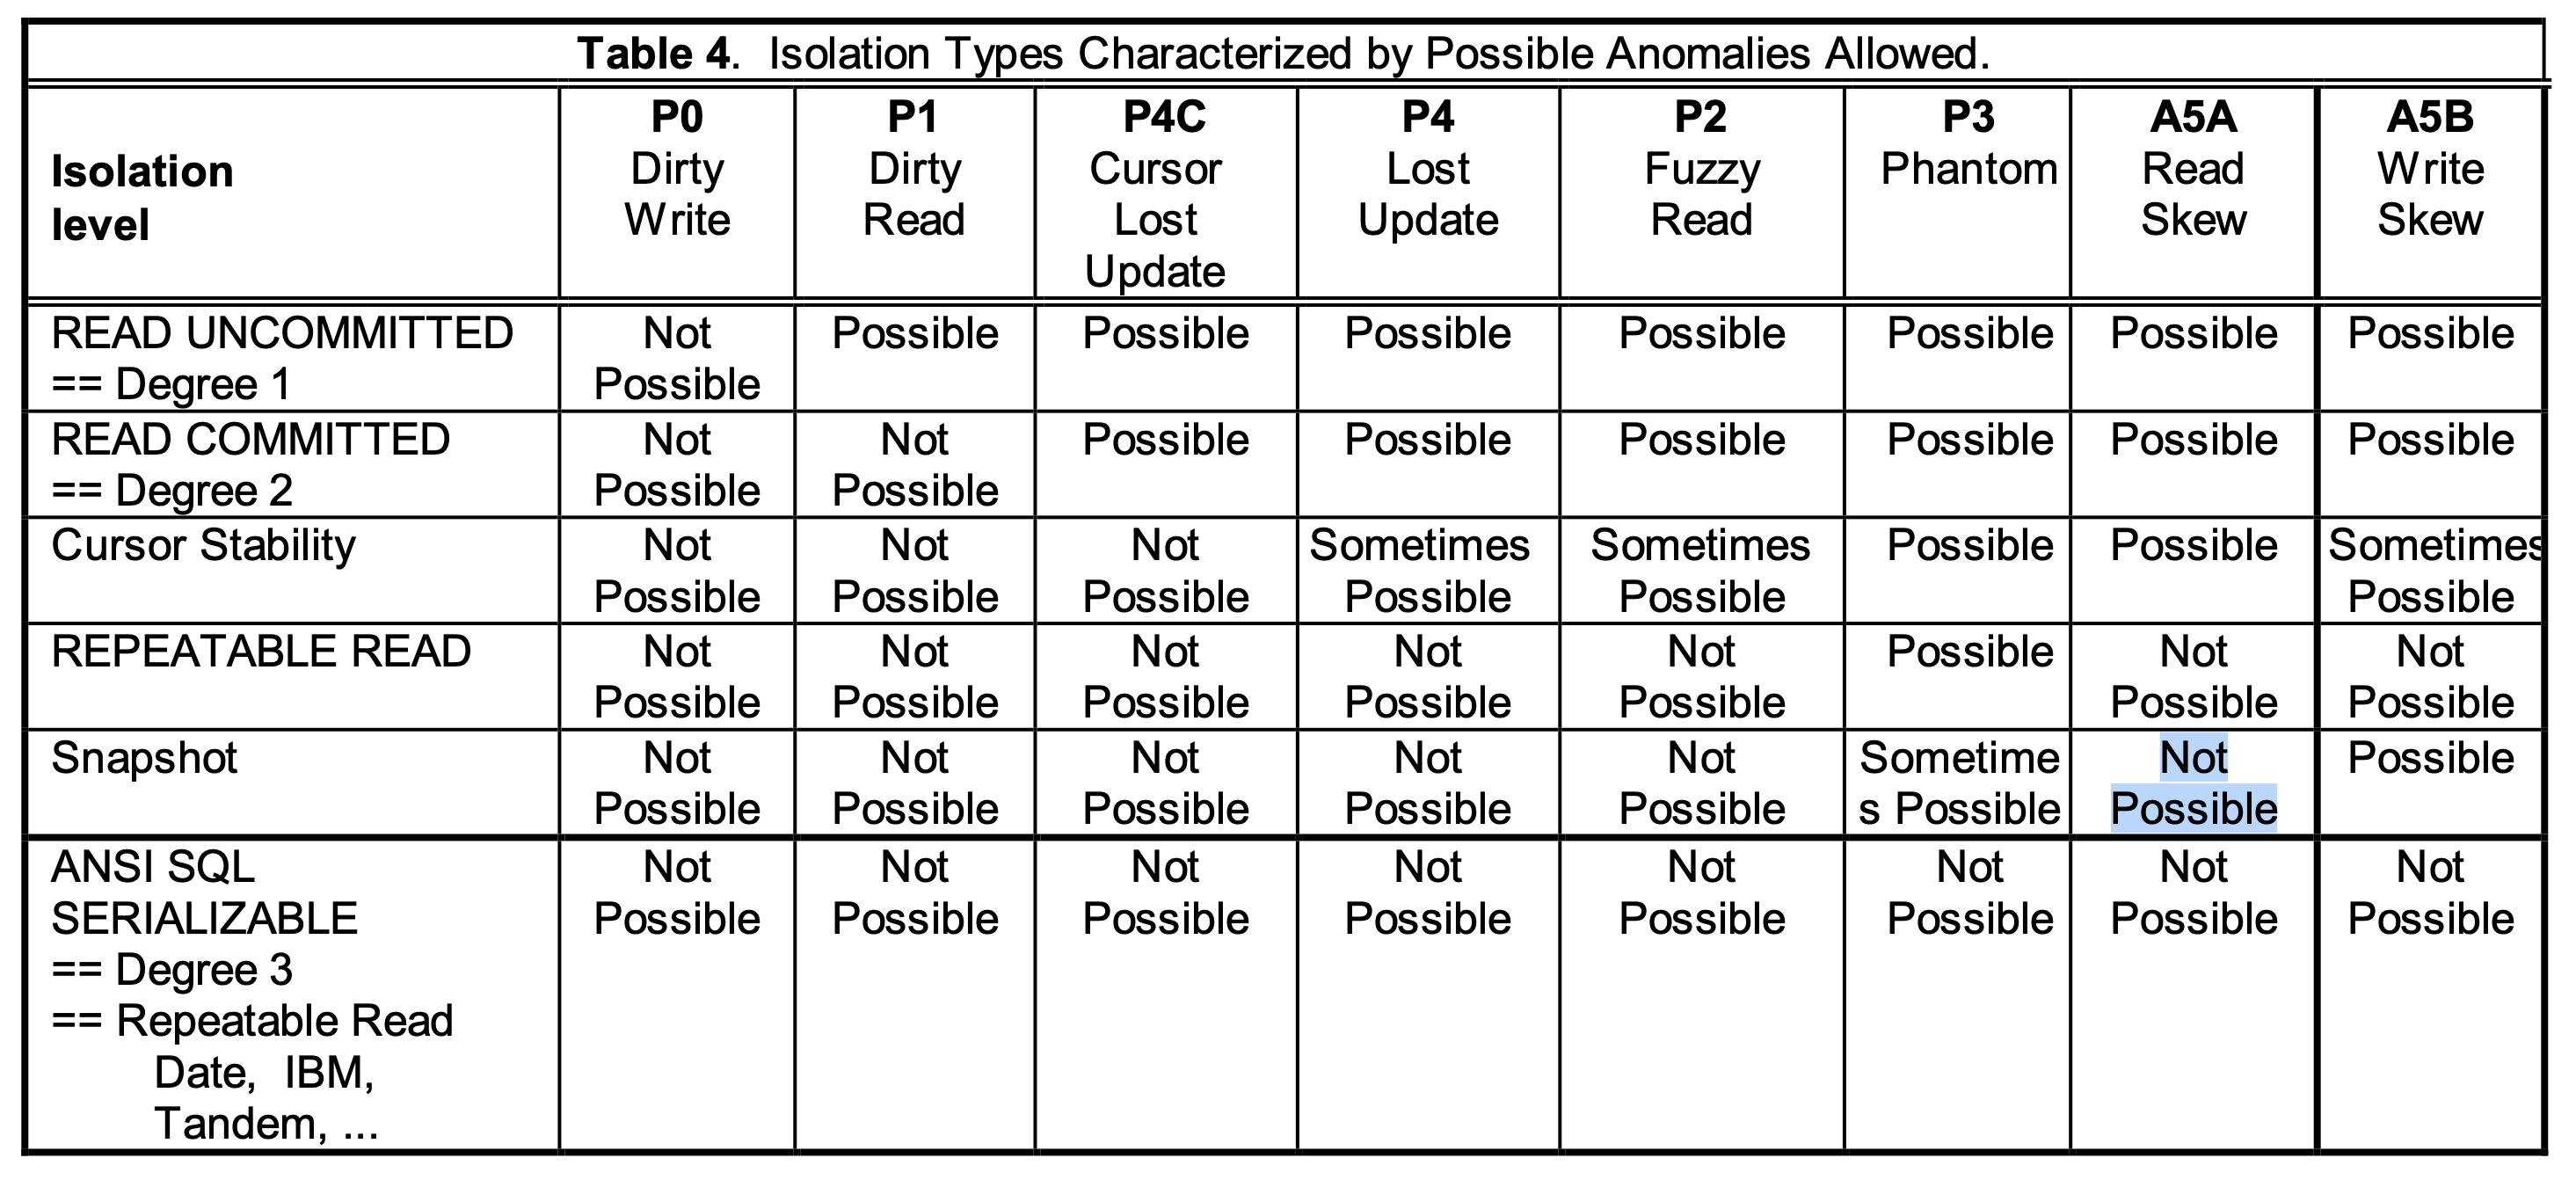 Table 4. Isolation Types Characterized by Possible Anomalies Allowed.
Isolation
level
P0
Dirty
Write
P1
Dirty
Read
P4C
Cursor
Lost
Update
P4
Lost
Update
P2
Fuzzy
Read
P3
Phantom
A5A
Read
Skew
A5B
Write
Skew
READ UNCOMMITTED
== Degree 1
Not
Possible
Possible
Possible
Possible
Possible
Possible
Possible
Possible
READ COMMITTED
== Degree 2
Not
Possible
Not
Possible
Possible
Possible
Possible
Possible
Possible
Possible
Cursor Stability
Not
Possible
Not
Possible
Not
Possible
Sometimes
Possible
Sometimes
Possible
Possible
Possible
Sometimes
Possible
REPEATABLE READ
Not
Possible
Not
Possible
Not
Possible
Not
Possible
Not
Possible
Possible
Not
Possible
Not
Possible
Snapshot
Not
Possible
Not
Possible
Not
Possible
Not
Possible
Not
Possible
Sometime
s Possible
Not
Possible
Possible
ANSI SQL
SERIALIZABLE
== Degree 3
== Repeatable Read
Date, IBM,
Tandem, ...
Not
Possible
Not
Possible
Not
Possible
Not
Possible
Not
Possible
Not
Possible
Not
Possible
Not
Possible